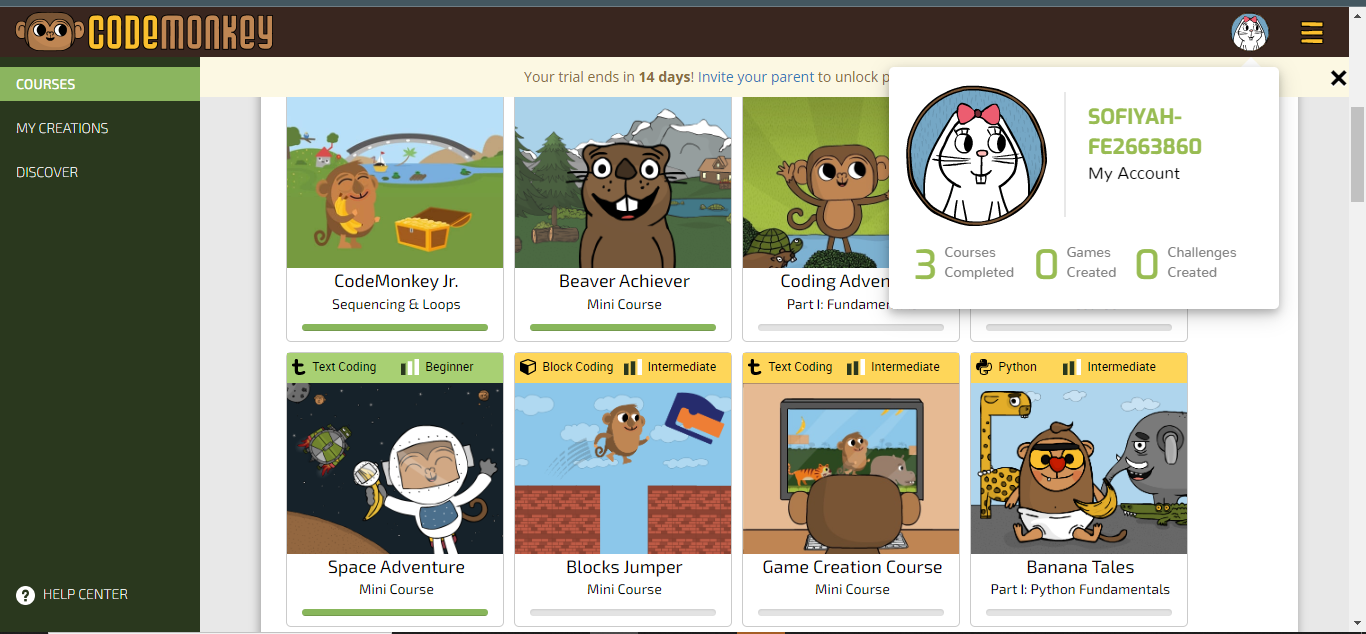 CODEMONKEY
COURSES
MY CREATIONS
DISCOVER
? HELP CENTER
Your trial ends in 14 days! Invite your parent to unlock p
SOFIYAH-
FE2663860
My Account
3 Courses Completed
0 Games Created
0 Challenges Created
CodeMonkey Jr.
Sequencing & Loops
Beaver Achiever
Mini Course
Coding Adven
Part I: Fundamen
Text Coding Beginner
Space Adventure
Mini Course
Block Coding Intermediate
Blocks Jumper
Mini Course
Text Coding Intermediate
Game Creation Course
Mini Course
Python Intermediate
Banana Tales
Part I: Python Fundamentals